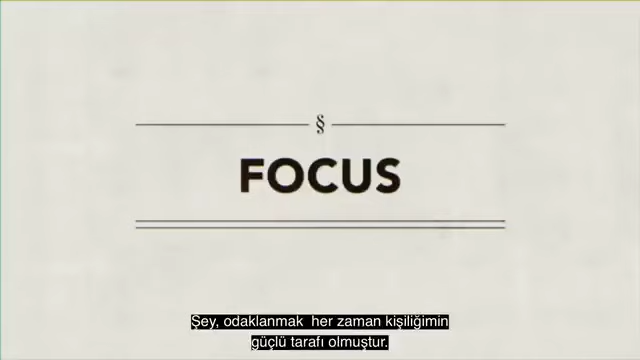 §
FOCUS
Şey, odaklanmak her zaman kişiliğimin
güçlü tarafı olmuştur.